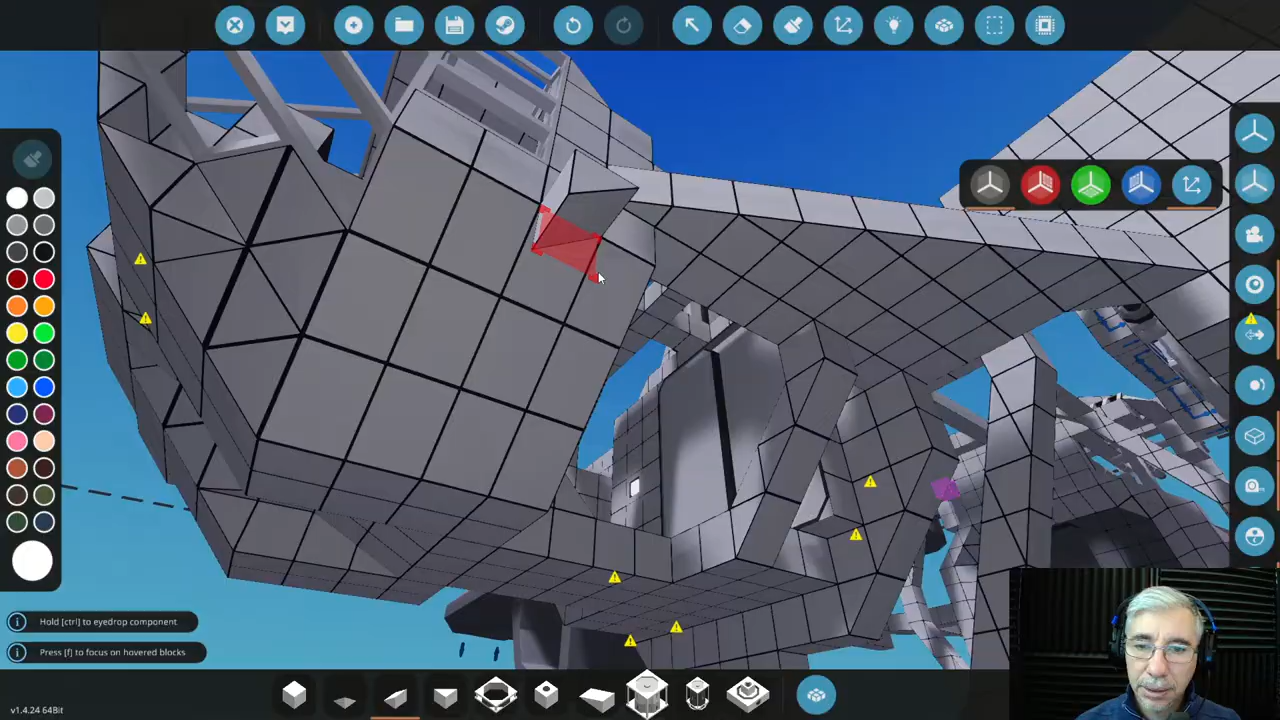 Hold [ctrl] to eyedrop component
Press [f] to focus on hovered blocks
v1.4.24 64Bit